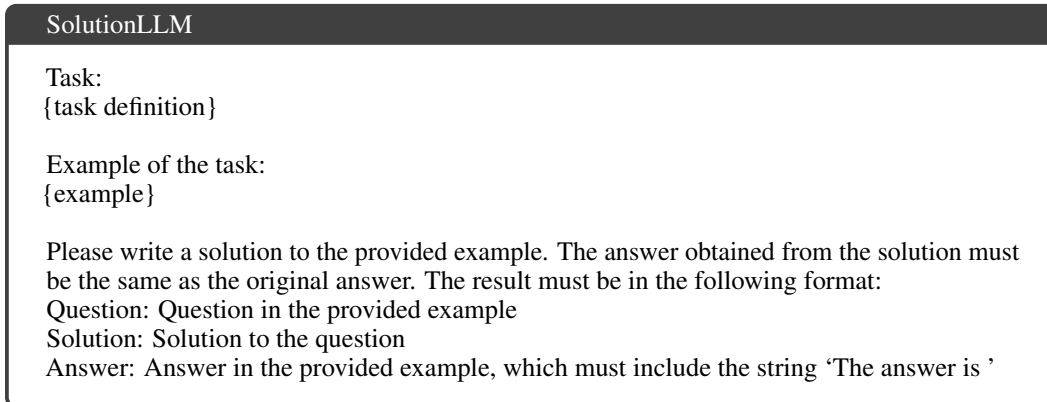 SolutionLLM
Task:
{task definition}
Example of the task:
{example}
Please write a solution to the provided example. The answer obtained from the solution must
be the same as the original answer. The result must be in the following format:
Question: Question in the provided example
Solution: Solution to the question
Answer: Answer in the provided example, which must include the string ‘The answer is ’